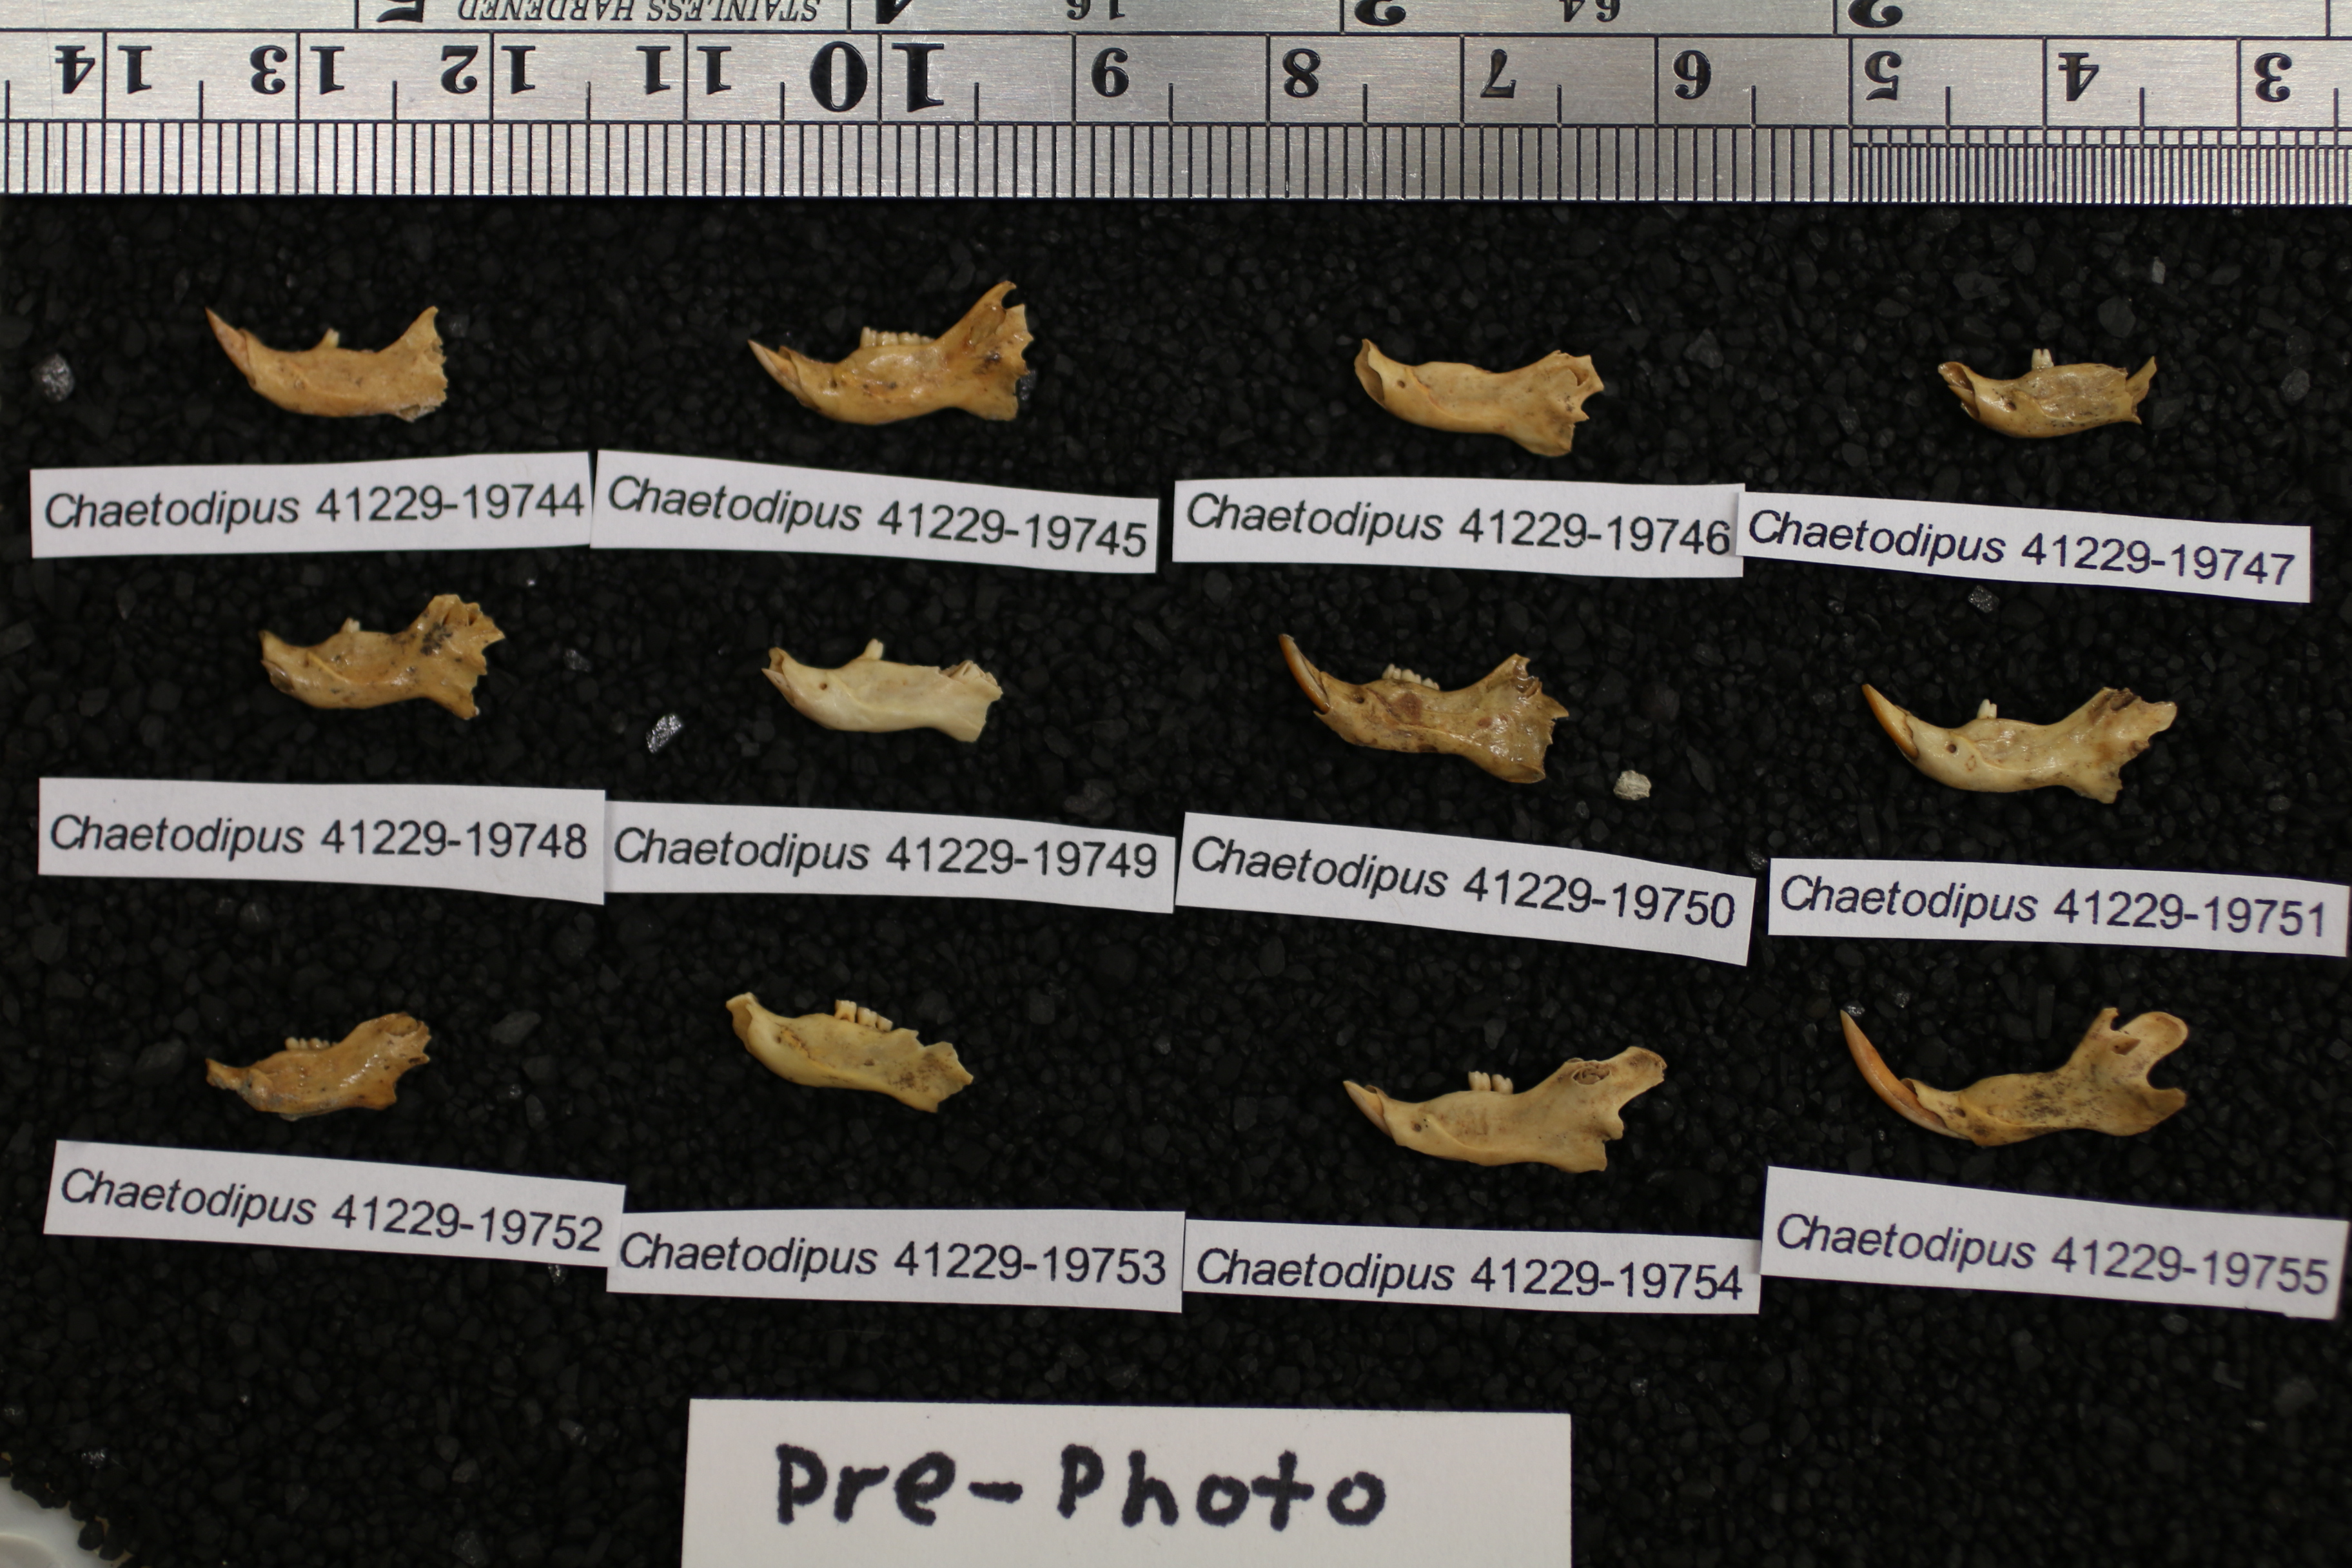 STAINLESS HARDENED
16
64
14 13 12 11 10 9 8 7 6 5 4 3
Chaetodipus 41229-19744
Chaetodipus 41229-19745
Chaetodipus 41229-19746
Chaetodipus 41229-19747
Chaetodipus 41229-19748
Chaetodipus 41229-19749
Chaetodipus 41229-19750
Chaetodipus 41229-19751
Chaetodipus 41229-19752
Chaetodipus 41229-19753
Chaetodipus 41229-19754
Chaetodipus 41229-19755
Pre-Photo